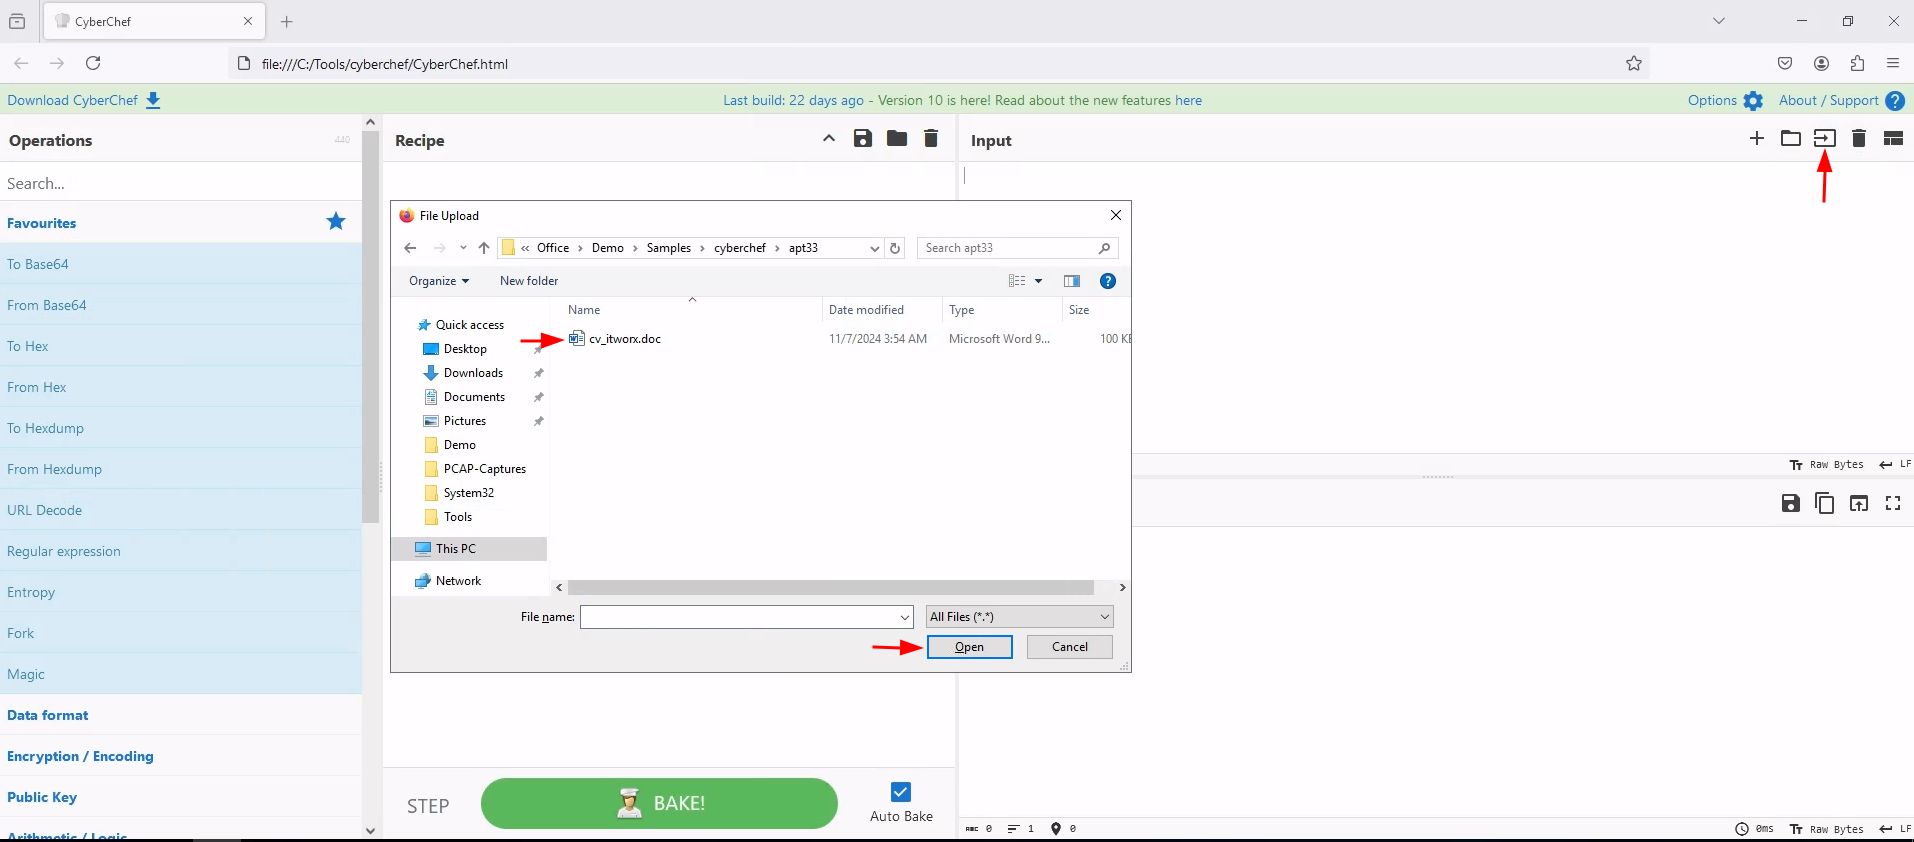 CyberChef
file:///C:/Tools/cyberchef/CyberChef.html
Download CyberChef
Last build: 22 days ago - Version 10 is here! Read about the new features here
Options
About / Support
Operations
440
Recipe
Input
Search...
Favourites
To Base64
From Base64
To Hex
From Hex
To Hexdump
From Hexdump
URL Decode
Regular expression
Entropy
Fork
Magic
Data format
Encryption / Encoding
Public Key
Arithmetic / Logic
File Upload
« Office › Demo › Samples › cyberchef › apt33
Search apt33
Organize
New folder
Name
Date modified
Type
Size
Quick access
Desktop
Downloads
Documents
Pictures
Demo
PCAP-Captures
System32
Tools
This PC
Network
cv_itworx.doc
11/7/2024 3:54 AM
Microsoft Word 9...
100 KB
File name:
All Files (*.*)
Open
Cancel
Raw Bytes
LF
STEP
BAKE!
Auto Bake
ABC 0
1
0
0ms
Raw Bytes
LF